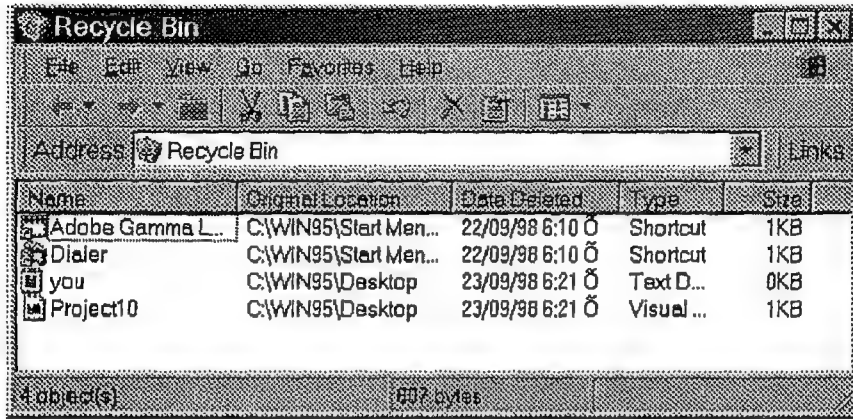 Recycle Bin
File Edit View Go Favorites Help
Address Recycle Bin Links
Name Original Location Date Deleted Type Size
Adobe Gamma L... C:\WIN95\Start Men... 22/09/98 6:10 Õ Shortcut 1KB
Dialer C:\WIN95\Start Men... 22/09/98 6:10 Õ Shortcut 1KB
you C:\WIN95\Desktop 23/09/98 6:21 Õ Text D... 0KB
Project10 C:\WIN95\Desktop 23/09/98 6:21 Õ Visual ... 1KB
4 object(s) 607 bytes